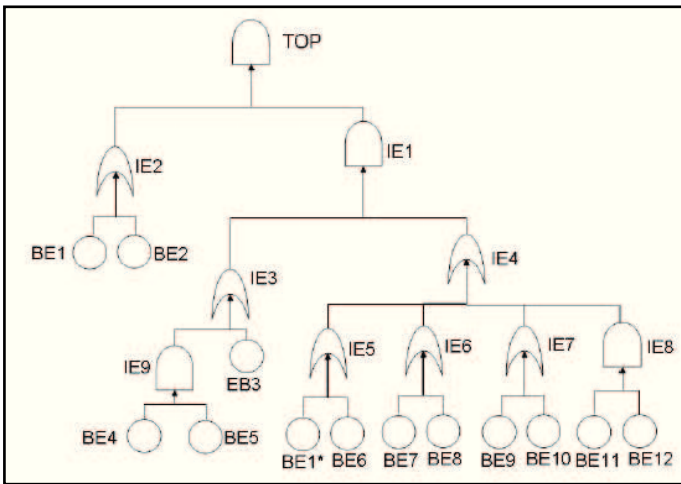 TOP
IE2
IE1
BE1
BE2
IE3
IE4
IE9
EB3
IE5
IE6
IE7
IE8
BE4
BE5
BE1*
BE6
BE7
BE8
BE9
BE10
BE11
BE12